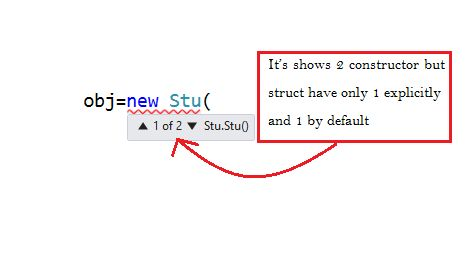 It's shows 2 constructor but
struct have only 1 explicitly
and 1 by default
obj=new Stu(
▲ 1 of 2 ▼ Stu.Stu()